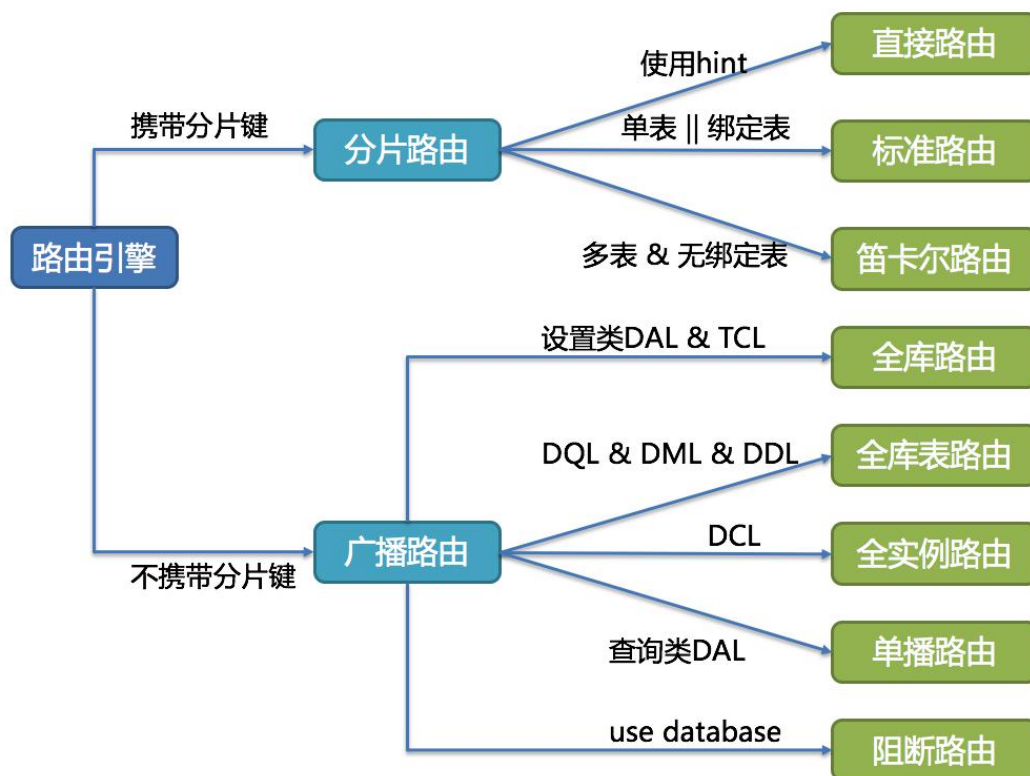 使用hint
直接路由
携带分片键
分片路由
单表 || 绑定表
标准路由
路由引擎
多表 & 无绑定表
笛卡尔路由
设置类DAL & TCL
全库路由
DQL & DML & DDL
全库表路由
不携带分片键
广播路由
DCL
全实例路由
查询类DAL
单播路由
use database
阻断路由